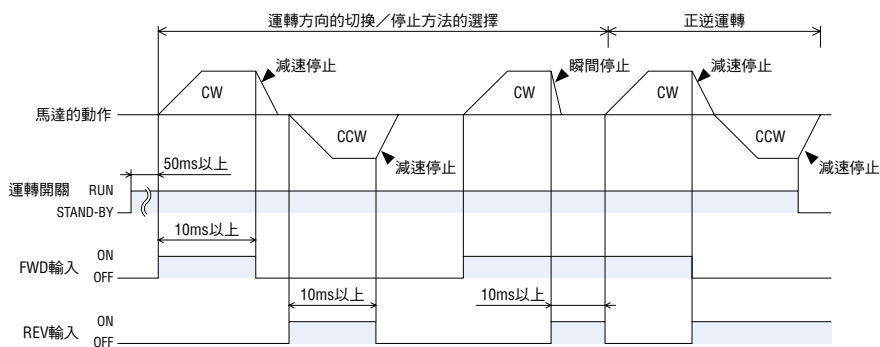 運轉方向的切換／停止方法的選擇
正逆運轉
減速停止
瞬間停止
減速停止
CW
CW
CW
馬達的動作
CCW
CCW
減速停止
減速停止
50ms以上
運轉開關 RUN
STAND-BY
10ms以上
FWD輸入 ON
OFF
10ms以上
10ms以上
REV輸入 ON
OFF